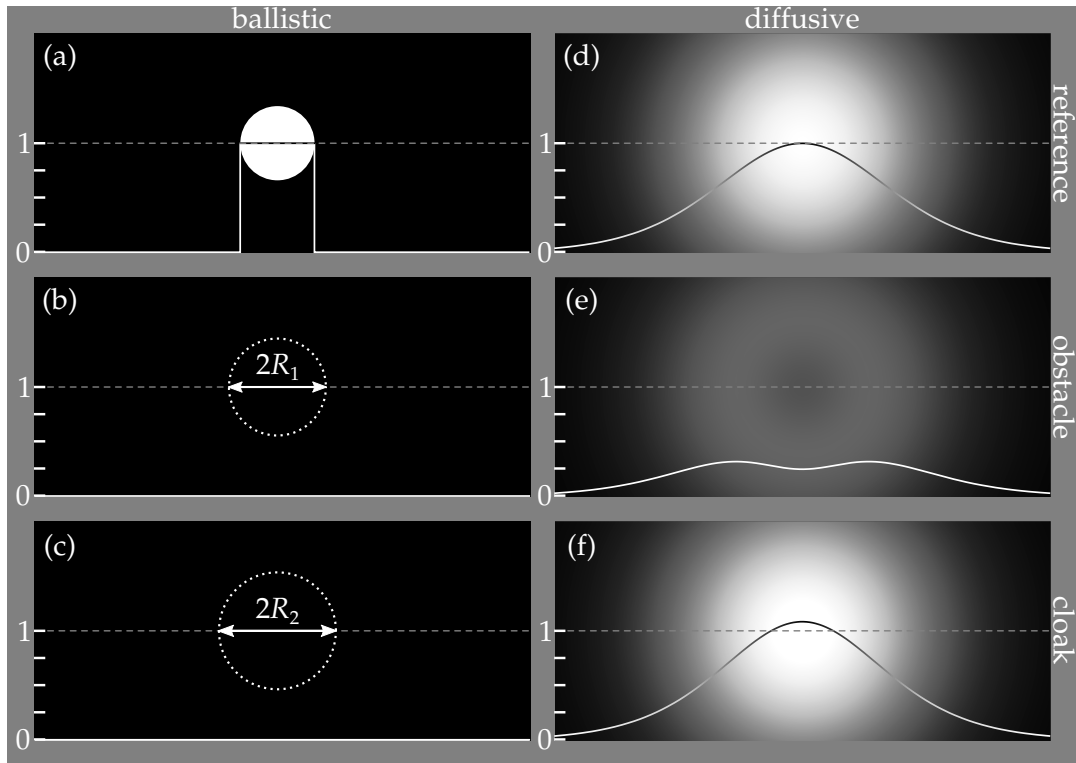 ballistic
diffusive
(a)
1
0
(d)
1
0
reference
(b)
2R₁
1
0
(e)
1
0
obstacle
(c)
2R₂
1
0
(f)
1
0
cloak